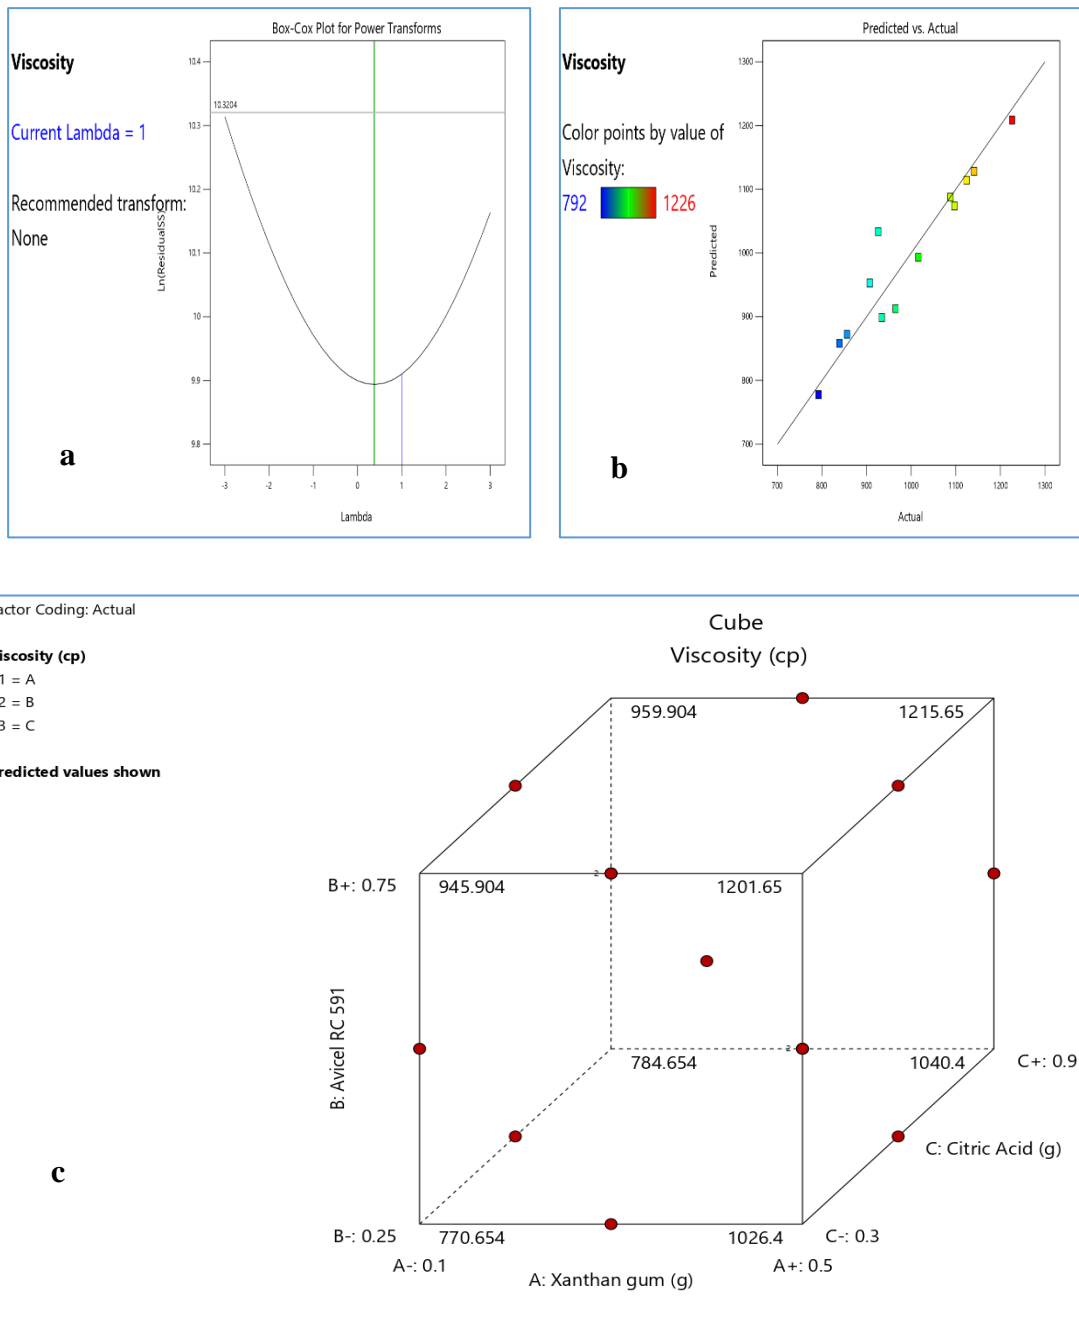 Box-Cox Plot for Power Transforms
Viscosity
Current Lambda = 1
Recommended transform:
None
Ln(ResidualSS)
10.4
10.3204
10.3
10.2
10.1
10
9.9
9.8
-3 -2 -1 0 1 2 3
Lambda
a
Predicted vs. Actual
Viscosity
Color points by value of
Viscosity:
792 1226
Predicted
1300
1200
1100
1000
900
800
700
700 800 900 1000 1100 1200 1300
Actual
b
actor Coding: Actual
iscosity (cp)
1 = A
2 = B
3 = C
redicted values shown
Cube
Viscosity (cp)
959.904 1215.65
B+: 0.75 945.904 2 1201.65
B: Avicel RC 591
784.654 2 1040.4 C+: 0.9
C: Citric Acid (g)
B-: 0.25 770.654 1026.4 C-: 0.3
A-: 0.1 A+: 0.5
A: Xanthan gum (g)
c